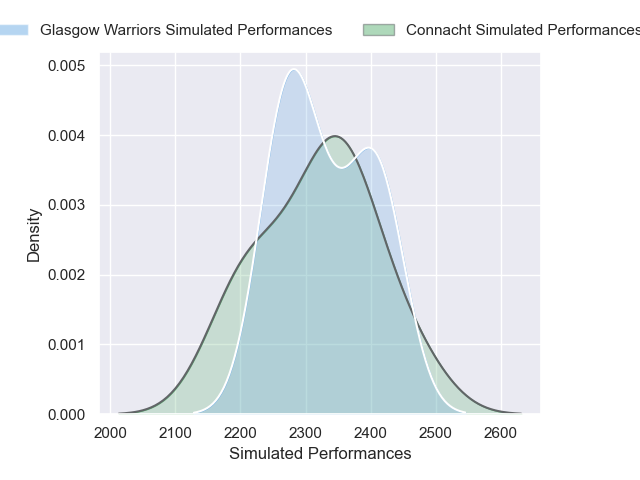 Glasgow Warriors Simulated Performances Connacht Simulated Performances
0.005
0.004
0.003
0.002
0.001
0.000
Density
2000 2100 2200 2300 2400 2500 2600
Simulated Performances